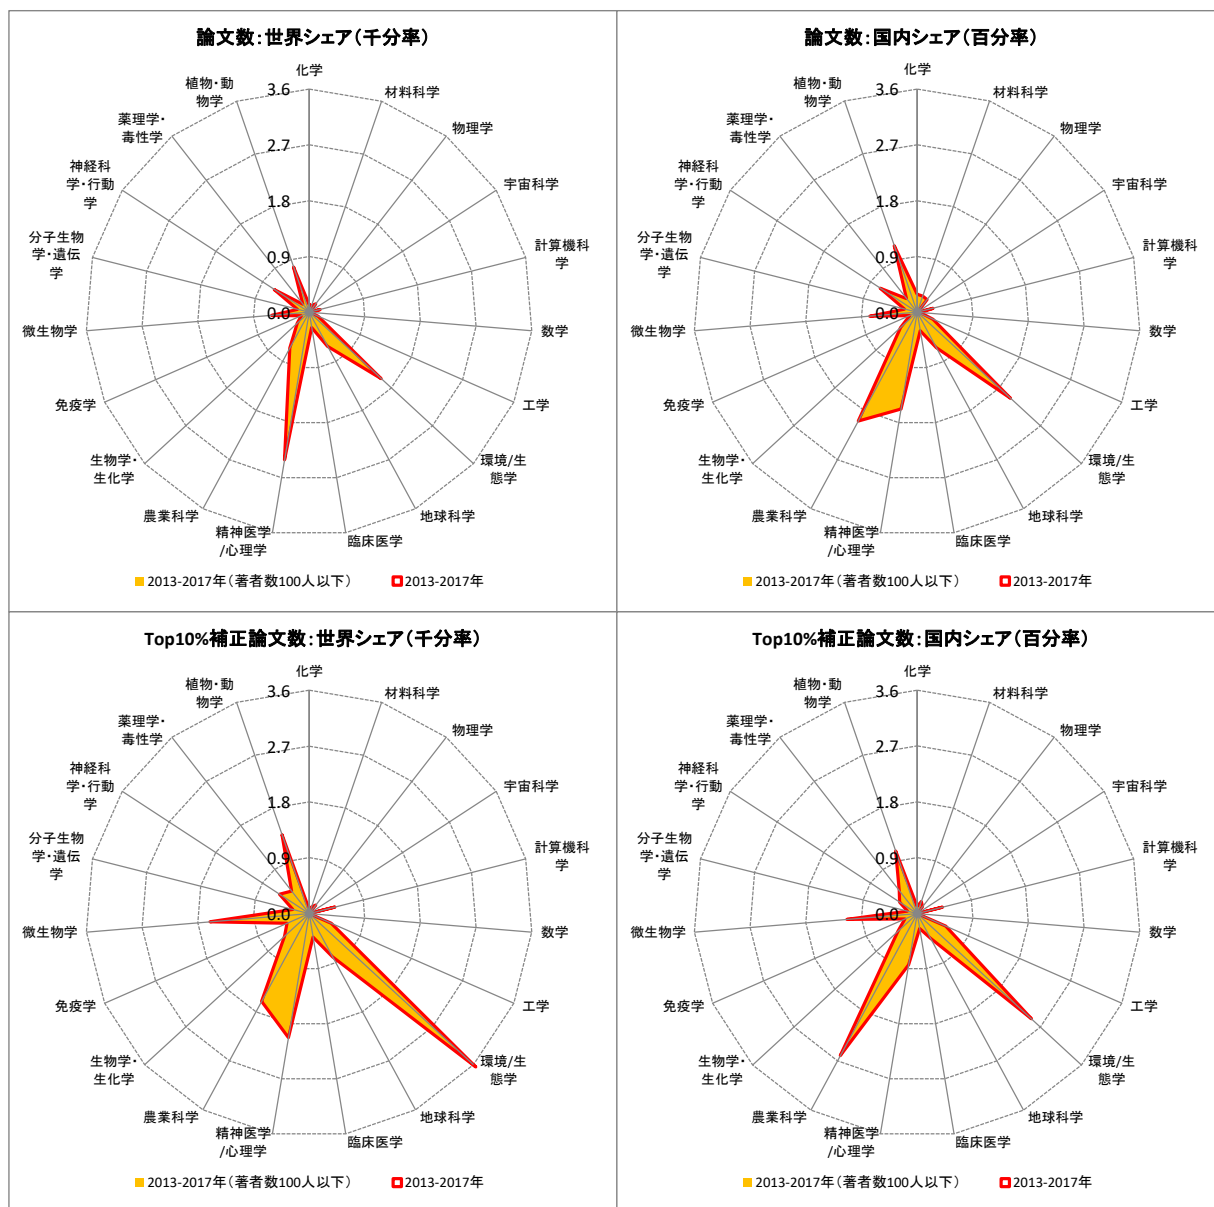 論文数：世界シェア（千分率）
化学
材料科学
物理学
宇宙科学
計算機科
学
数学
工学
環境/生
態学
地球科学
臨床医学
精神医学
/心理学
農業科学
生物学・
生化学
免疫学
微生物学
分子生物
学・遺伝
学
神経科
学・行動
学
薬理学・
毒性学
植物・動
物学
3.6
2.7
1.8
0.9
0.0
2013-2017年（著者数100人以下）
2013-2017年
論文数：国内シェア（百分率）
化学
材料科学
物理学
宇宙科学
計算機科
学
数学
工学
環境/生
態学
地球科学
臨床医学
精神医学
/心理学
農業科学
生物学・
生化学
免疫学
微生物学
分子生物
学・遺伝
学
神経科
学・行動
学
薬理学・
毒性学
植物・動
物学
3.6
2.7
1.8
0.9
0.0
2013-2017年（著者数100人以下）
2013-2017年
Top10%補正論文数：世界シェア（千分率）
化学
材料科学
物理学
宇宙科学
計算機科
学
数学
工学
環境/生
態学
地球科学
臨床医学
精神医学
/心理学
農業科学
生物学・
生化学
免疫学
微生物学
分子生物
学・遺伝
学
神経科
学・行動
学
薬理学・
毒性学
植物・動
物学
3.6
2.7
1.8
0.9
0.0
2013-2017年（著者数100人以下）
2013-2017年
Top10%補正論文数：国内シェア（百分率）
化学
材料科学
物理学
宇宙科学
計算機科
学
数学
工学
環境/生
態学
地球科学
臨床医学
精神医学
/心理学
農業科学
生物学・
生化学
免疫学
微生物学
分子生物
学・遺伝
学
神経科
学・行動
学
薬理学・
毒性学
植物・動
物学
3.6
2.7
1.8
0.9
0.0
2013-2017年（著者数100人以下）
2013-2017年